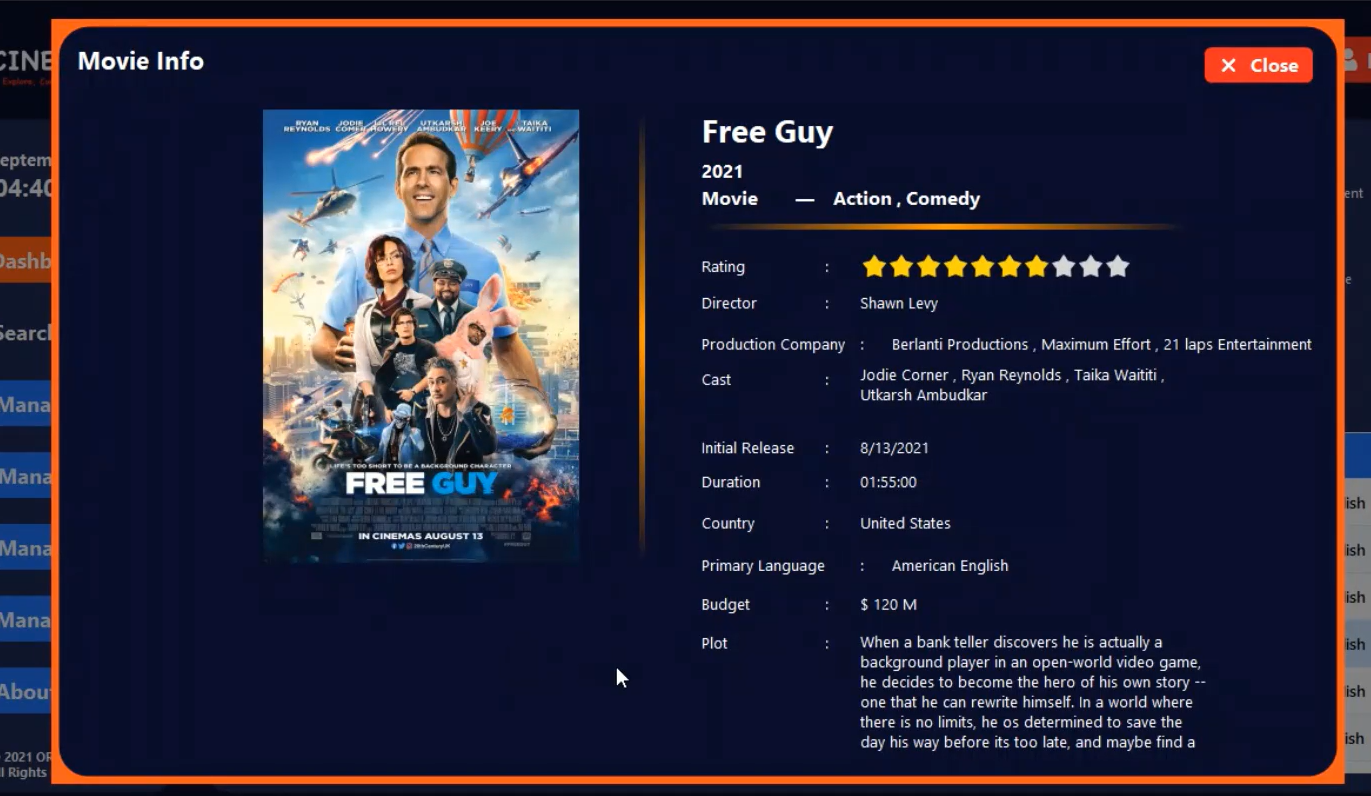 CINE
Movie Info
Close
Septem
04:40
Dashb
Search
Mana
Mana
Mana
Mana
Abou
2021 OR
ll Rights
RYAN REYNOLDS JODIE COMER LIL REL HOWERY UTKARSH AMBUDKAR JOE KEERY AND TAIKA WAITITI
LIFE'S TOO SHORT TO BE A BACKGROUND CHARACTER
FREE GUY
IN CINEMAS AUGUST 13
Free Guy
2021
Movie — Action , Comedy
Rating :
Director : Shawn Levy
Production Company : Berlanti Productions , Maximum Effort , 21 laps Entertainment
Cast : Jodie Corner , Ryan Reynolds , Taika Waititi ,
Utkarsh Ambudkar
Initial Release : 8/13/2021
Duration : 01:55:00
Country : United States
Primary Language : American English
Budget : $ 120 M
Plot : When a bank teller discovers he is actually a
background player in an open-world video game,
he decides to become the hero of his own story --
one that he can rewrite himself. In a world where
there is no limits, he os determined to save the
day his way before its too late, and maybe find a
ent
e
ish
ish
ish
ish
ish
ish